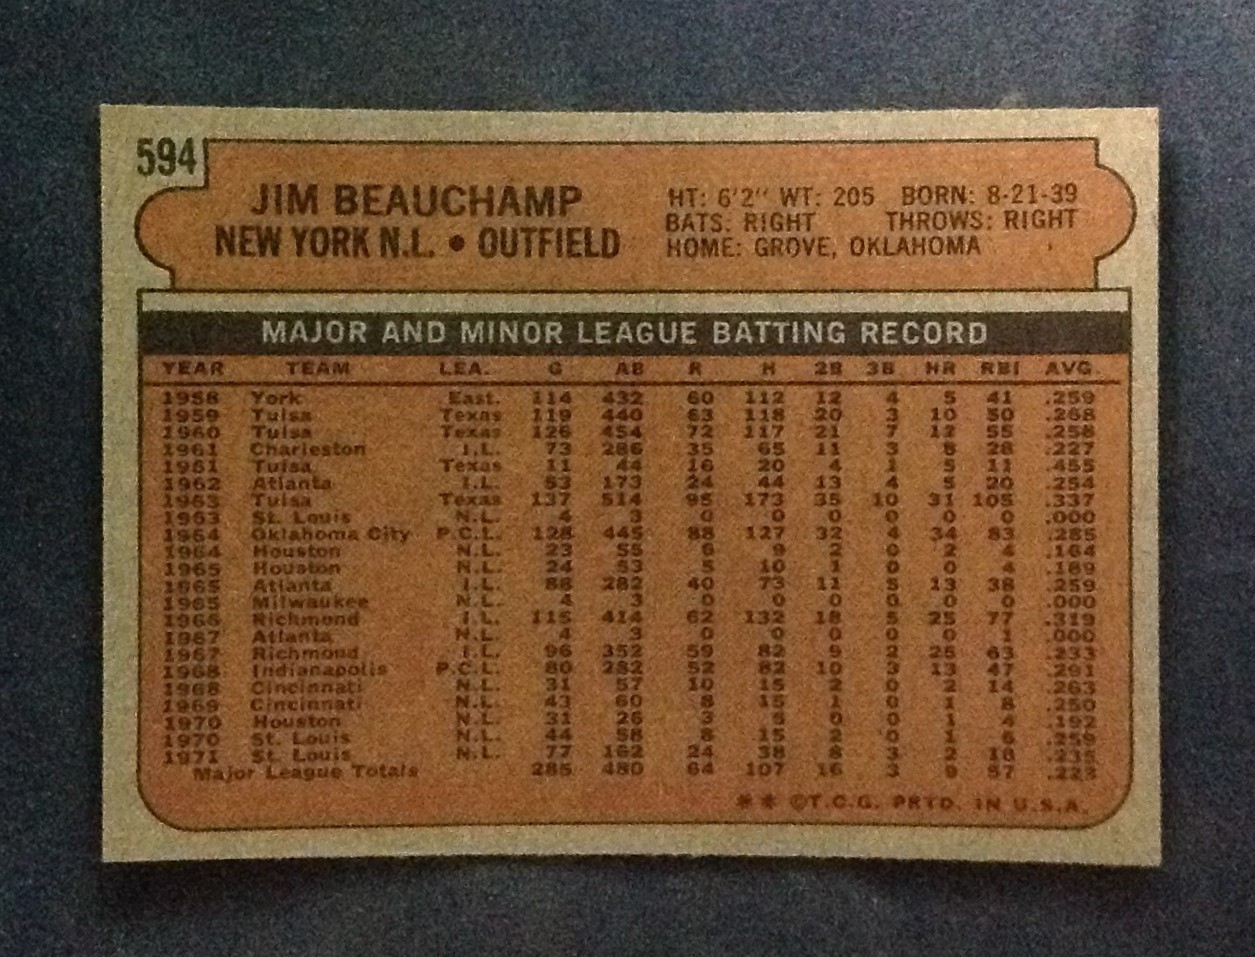 594
JIM BEAUCHAMP
NEW YORK N.L. • OUTFIELD
HT: 6'2" WT: 205 BORN: 8-21-39
BATS: RIGHT THROWS: RIGHT
HOME: GROVE, OKLAHOMA
MAJOR AND MINOR LEAGUE BATTING RECORD
YEAR TEAM LEA. G AB R H 2B 3B HR RBI AVG.
1958 York East. 114 432 60 112 12 4 5 41 .259
1959 Tulsa Texas 119 440 63 118 20 3 10 50 .268
1960 Tulsa Texas 126 454 72 117 21 7 12 55 .258
1961 Charleston I.L. 73 286 35 65 11 3 5 28 .227
1961 Tulsa Texas 11 44 16 20 4 1 5 11 .455
1962 Atlanta I.L. 53 173 24 44 13 4 5 20 .254
1963 Tulsa Texas 137 514 95 173 35 10 31 105 .337
1963 St. Louis N.L. 4 3 0 0 0 0 0 0 .000
1964 Oklahoma City P.C.L. 128 445 88 127 32 4 34 83 .285
1964 Houston N.L. 23 55 6 9 2 0 2 4 .164
1965 Houston N.L. 24 53 5 10 1 0 0 4 .189
1965 Atlanta I.L. 88 282 40 73 11 5 13 38 .259
1965 Milwaukee N.L. 4 3 0 0 0 0 0 0 .000
1966 Richmond I.L. 115 414 62 132 18 5 25 77 .319
1967 Atlanta N.L. 4 3 0 0 0 0 0 1 .000
1967 Richmond I.L. 96 352 59 82 9 2 25 63 .233
1968 Indianapolis P.C.L. 80 282 52 82 10 3 13 47 .291
1968 Cincinnati N.L. 31 57 10 15 2 0 2 14 .263
1969 Cincinnati N.L. 43 60 8 15 1 0 1 8 .250
1970 Houston N.L. 31 26 3 5 0 0 1 4 .192
1970 St. Louis N.L. 44 58 8 15 2 0 1 6 .259
1971 St. Louis N.L. 77 162 24 38 8 3 2 16 .235
Major League Totals 285 480 64 107 16 3 9 57 .223
** ©T.C.G. PRTD. IN U.S.A.